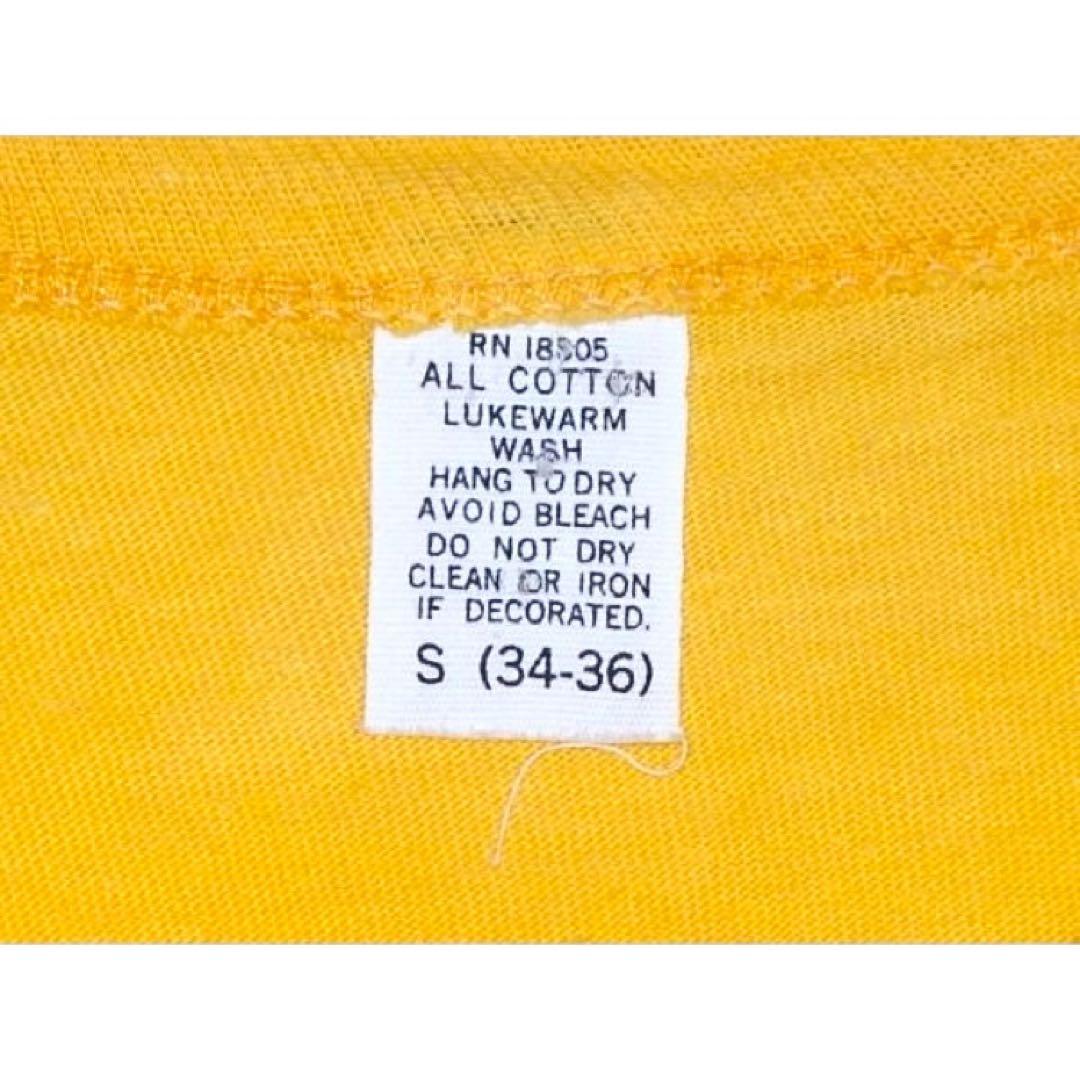 RN 18505
ALL COTTON
LUKEWARM
WASH
HANG TO DRY
AVOID BLEACH
DO NOT DRY
CLEAN OR IRON
IF DECORATED.
S (34-36)